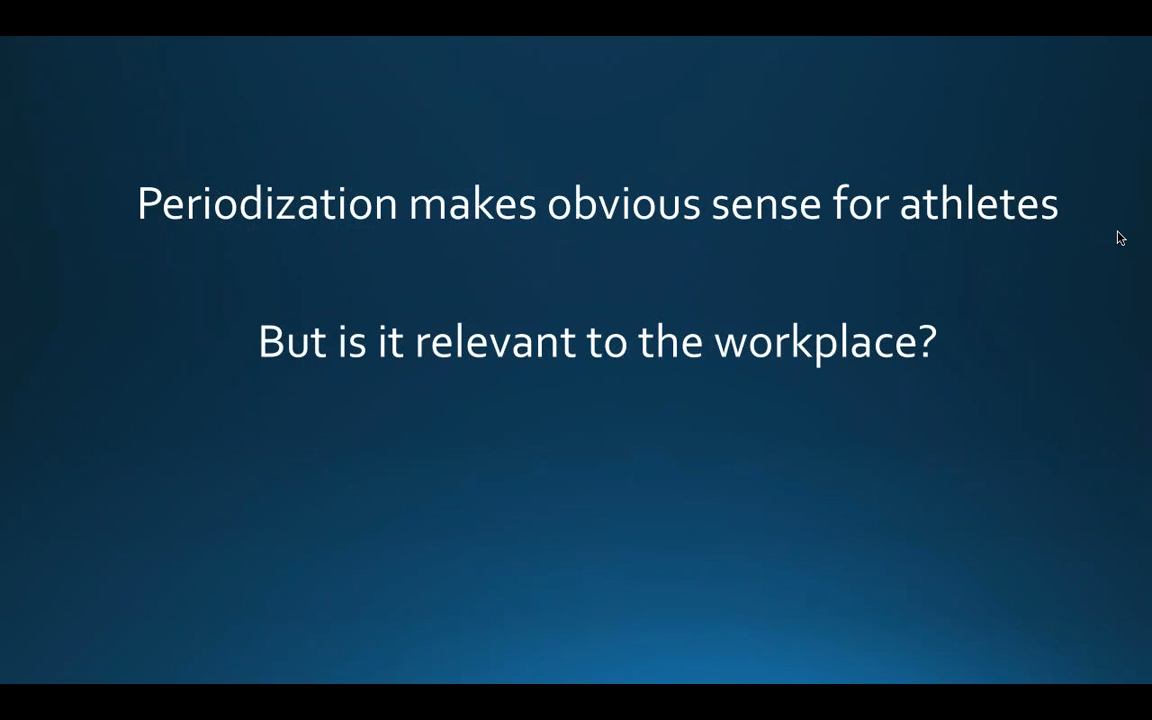 Periodization makes obvious sense for athletes
But is it relevant to the workplace?